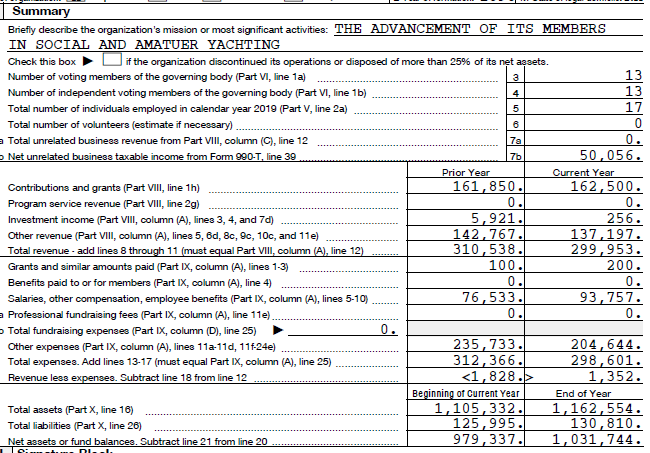 Summary
Briefly describe the organization's mission or most significant activities: THE ADVANCEMENT OF ITS MEMBERS
IN SOCIAL AND AMATUER YACHTING
Check this box ▶ if the organization discontinued its operations or disposed of more than 25% of its net assets.
Number of voting members of the governing body (Part VI, line 1a) 3 13
Number of independent voting members of the governing body (Part VI, line 1b) 4 13
Total number of individuals employed in calendar year 2019 (Part V, line 2a) 5 17
Total number of volunteers (estimate if necessary) 6 0
a Total unrelated business revenue from Part VIII, column (C), line 12 7a 0.
b Net unrelated business taxable income from Form 990-T, line 39 7b 50,056.
Prior Year Current Year
Contributions and grants (Part VIII, line 1h) 161,850. 162,500.
Program service revenue (Part VIII, line 2g) 0. 0.
Investment income (Part VIII, column (A), lines 3, 4, and 7d) 5,921. 256.
Other revenue (Part VIII, column (A), lines 5, 6d, 8c, 9c, 10c, and 11e) 142,767. 137,197.
Total revenue - add lines 8 through 11 (must equal Part VIII, column (A), line 12) 310,538. 299,953.
Grants and similar amounts paid (Part IX, column (A), lines 1-3) 100. 200.
Benefits paid to or for members (Part IX, column (A), line 4) 0. 0.
Salaries, other compensation, employee benefits (Part IX, column (A), lines 5-10) 76,533. 93,757.
a Professional fundraising fees (Part IX, column (A), line 11e) 0. 0.
b Total fundraising expenses (Part IX, column (D), line 25) ▶ 0.
Other expenses (Part IX, column (A), lines 11a-11d, 11f-24e) 235,733. 204,644.
Total expenses. Add lines 13-17 (must equal Part IX, column (A), line 25) 312,366. 298,601.
Revenue less expenses. Subtract line 18 from line 12 <1,828.> 1,352.
Beginning of Current Year End of Year
Total assets (Part X, line 16) 1,105,332. 1,162,554.
Total liabilities (Part X, line 26) 125,995. 130,810.
Net assets or fund balances. Subtract line 21 from line 20 979,337. 1,031,744.
Signature Block